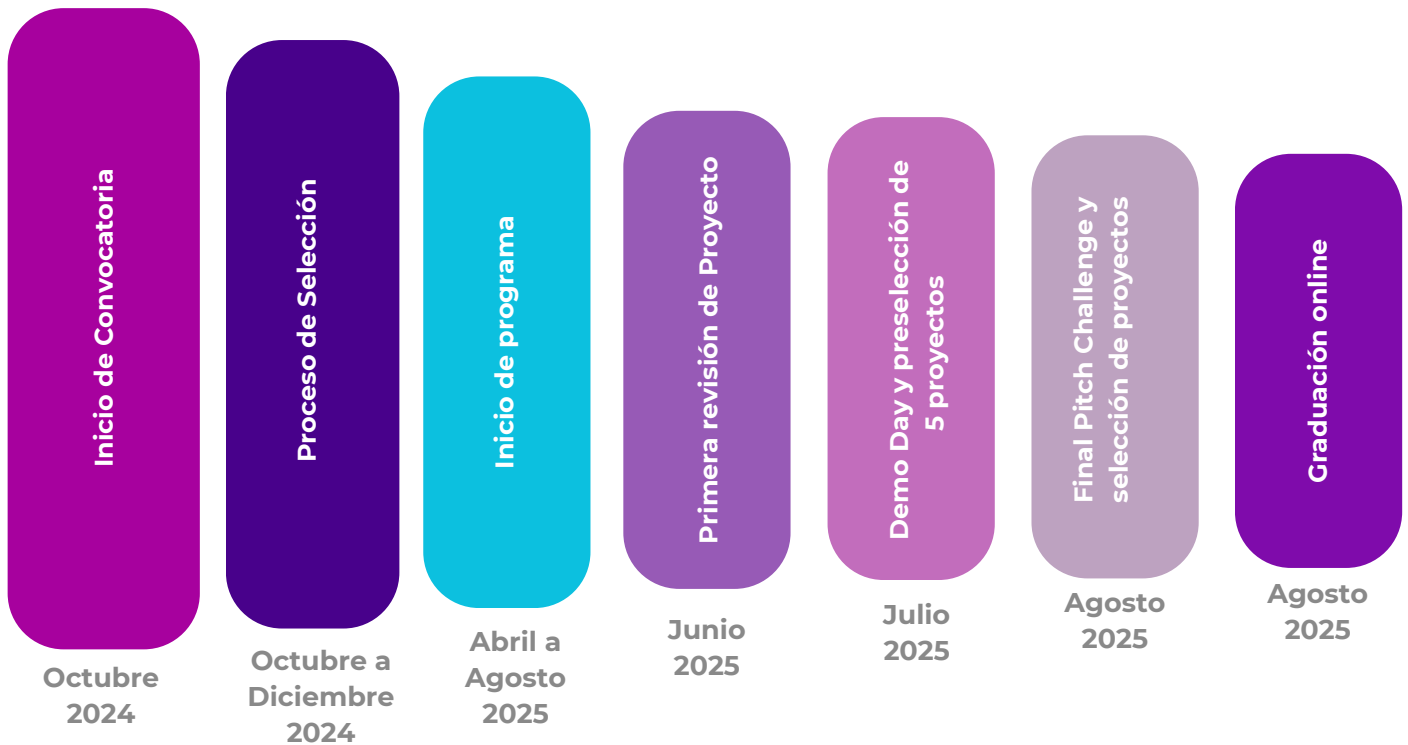 Inicio de Convocatoria
Octubre
2024
Proceso de Selección
Octubre a
Diciembre
2024
Inicio de programa
Abril a
Agosto
2025
Primera revisión de Proyecto
Junio
2025
Demo Day y preselección de
5 proyectos
Julio
2025
Final Pitch Challenge y
selección de proyectos
Agosto
2025
Graduación online
Agosto
2025